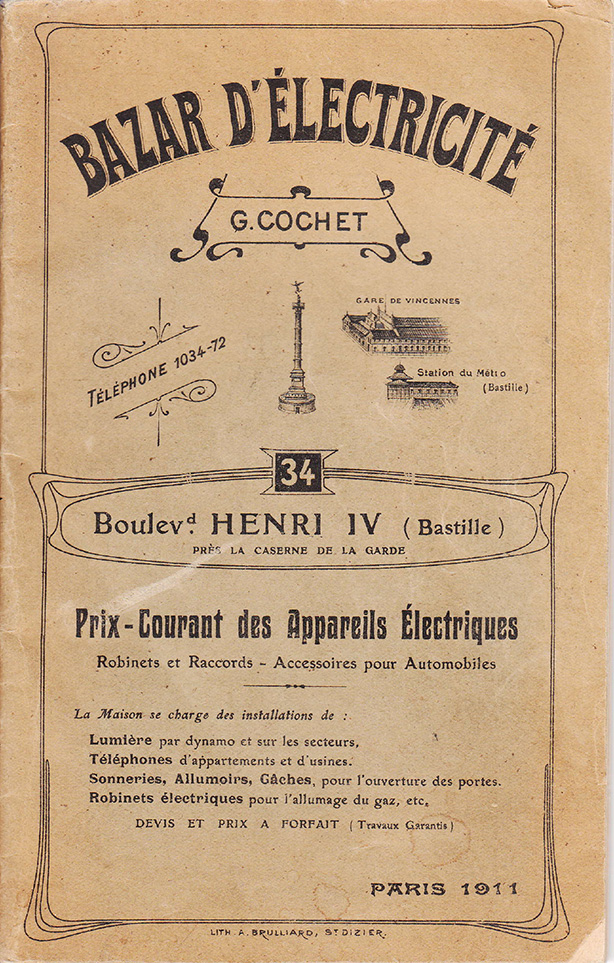 BAZAR D'ÉLECTRICITÉ
G. COCHET
TÉLÉPHONE 1034-72
GARE DE VINCENNES
Station du Métro
(Bastille)
34
Boulevd. HENRI IV (Bastille)
PRÈS LA CASERNE DE LA GARDE
Prix-Courant des Appareils Électriques
Robinets et Raccords - Accessoires pour Automobiles
La Maison se charge des installations de :
Lumière par dynamo et sur les secteurs.
Téléphones d'appartements et d'usines.
Sonneries, Allumoirs, Gâches, pour l'ouverture des portes.
Robinets électriques pour l'allumage du gaz, etc.
DEVIS ET PRIX A FORFAIT (Travaux Garantis)
PARIS 1911
LITH. A. BRULLIARD, ST DIZIER.